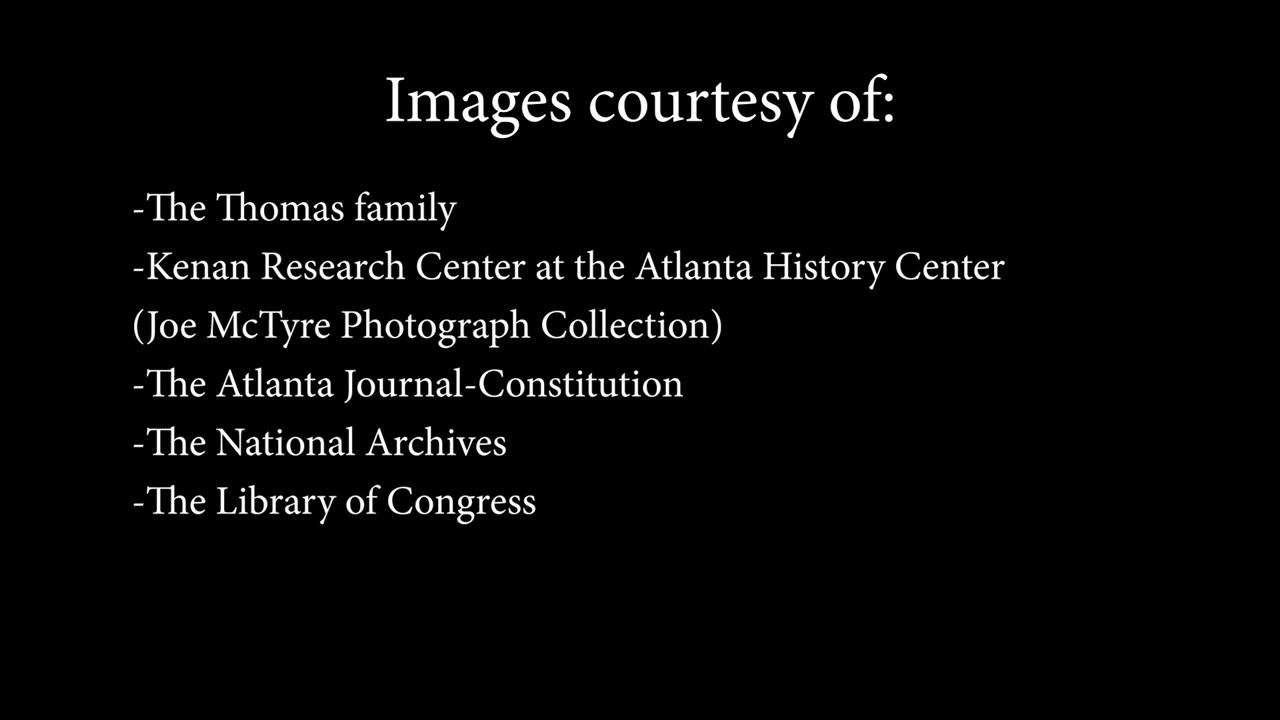 Images courtesy of:
-The Thomas family
-Kenan Research Center at the Atlanta History Center
(Joe McTyre Photograph Collection)
-The Atlanta Journal-Constitution
-The National Archives
-The Library of Congress